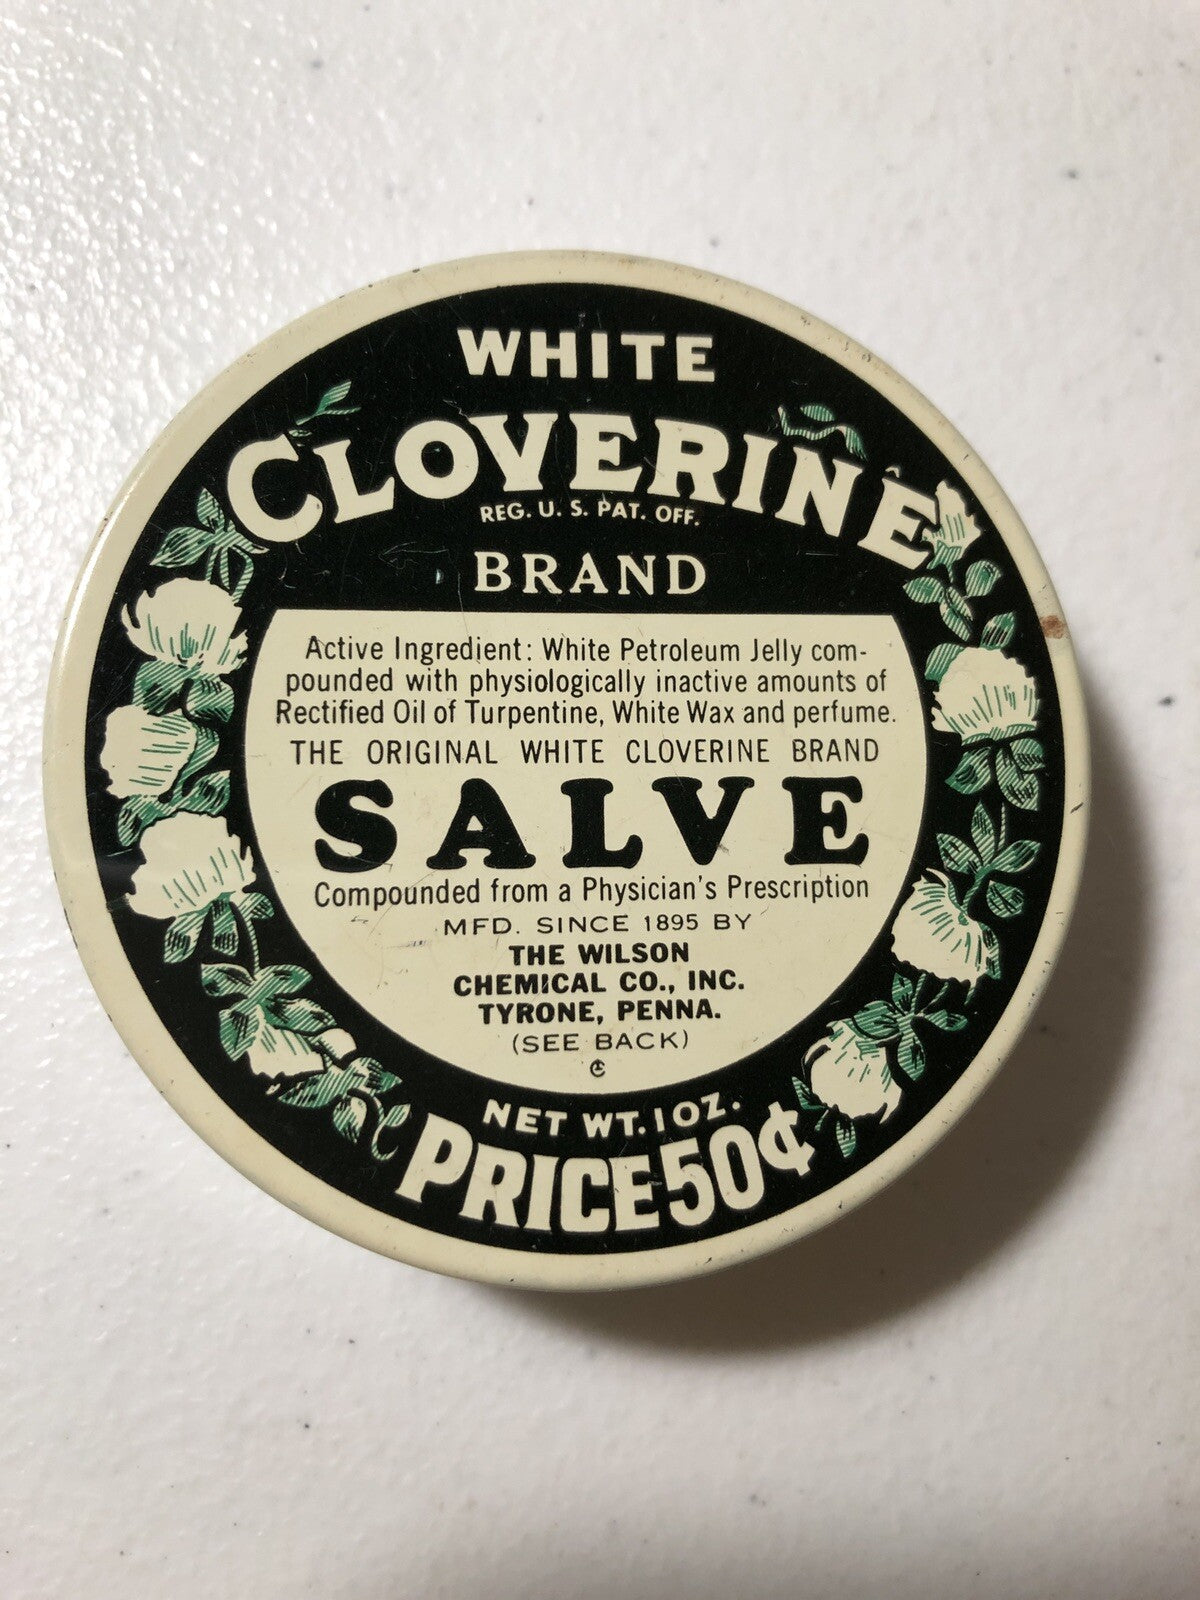 WHITE
CLOVERINE
REG. U. S. PAT. OFF.
BRAND
Active Ingredient: White Petroleum Jelly com-
pounded with physiologically inactive amounts of
Rectified Oil of Turpentine, White Wax and perfume.
THE ORIGINAL WHITE CLOVERINE BRAND
SALVE
Compounded from a Physician's Prescription
MFD. SINCE 1895 BY
THE WILSON
CHEMICAL CO., INC.
TYRONE, PENNA.
(SEE BACK)
NET WT. 1 OZ.
PRICE 50¢